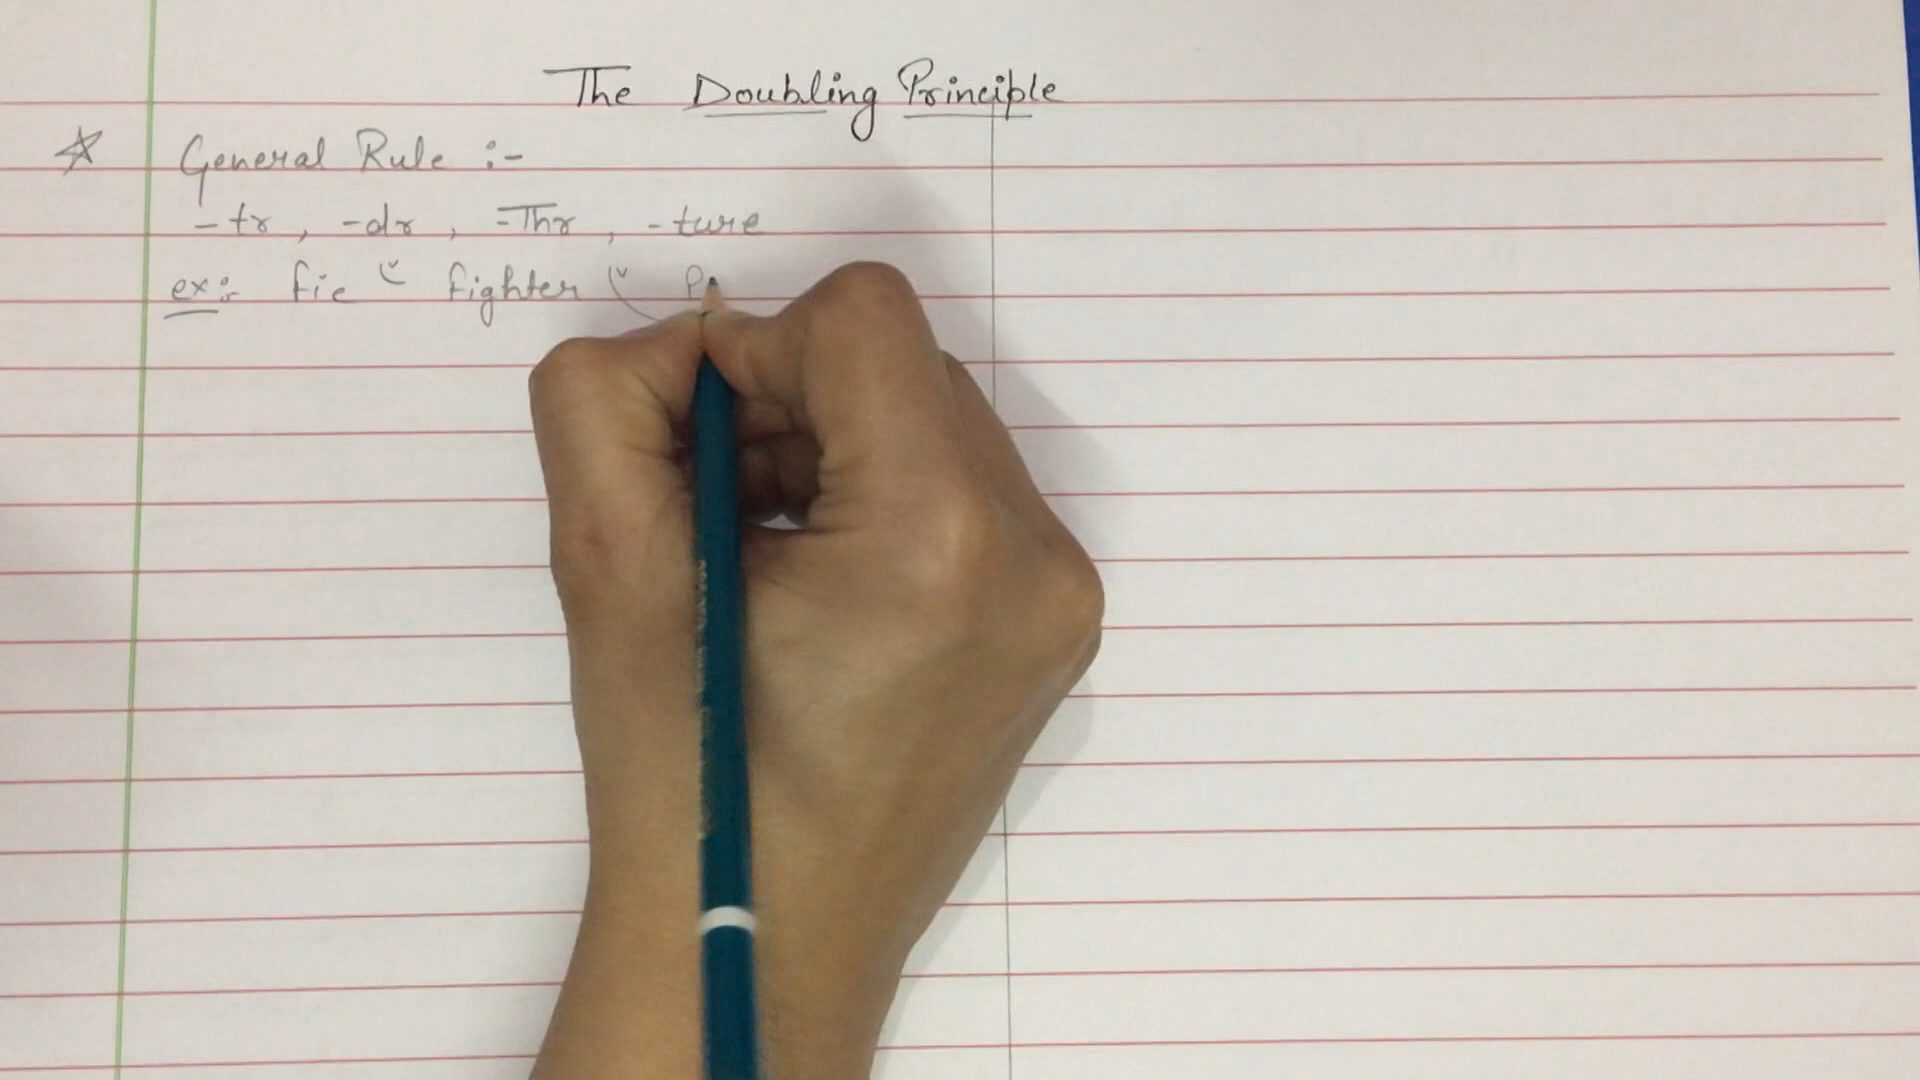 The Doubling Principle
☆ General Rule :-
-tr , -dr , -Thr , -ture
ex:- fie fighter P